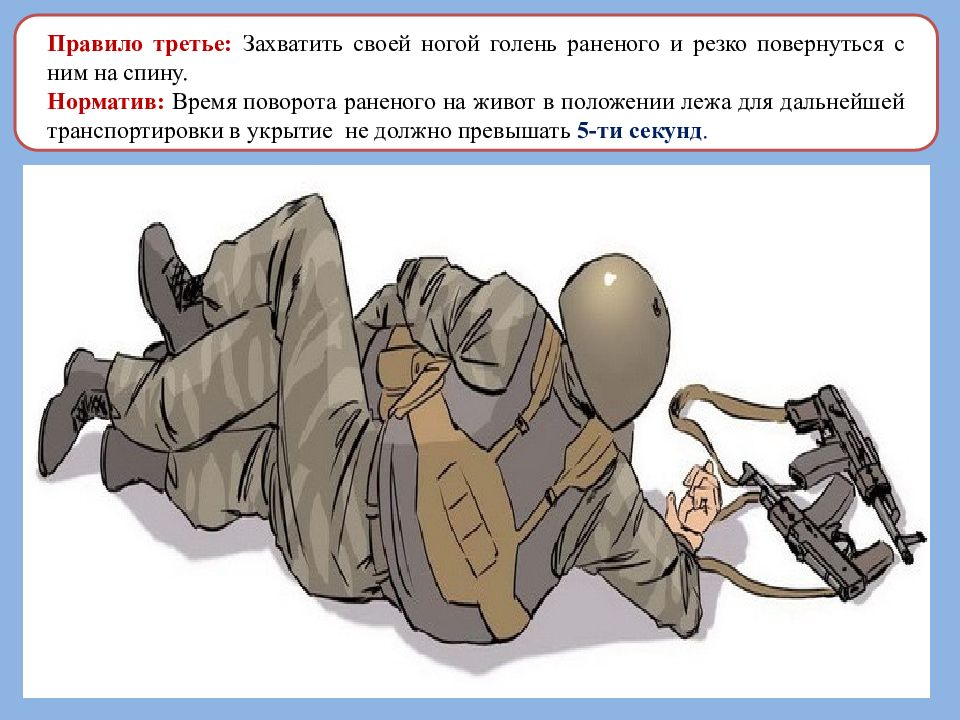 Правило третье: Захватить своей ногой голень раненого и резко повернуться с
ним на спину.
Норматив: Время поворота раненого на живот в положении лежа для дальнейшей
транспортировки в укрытие не должно превышать 5-ти секунд.